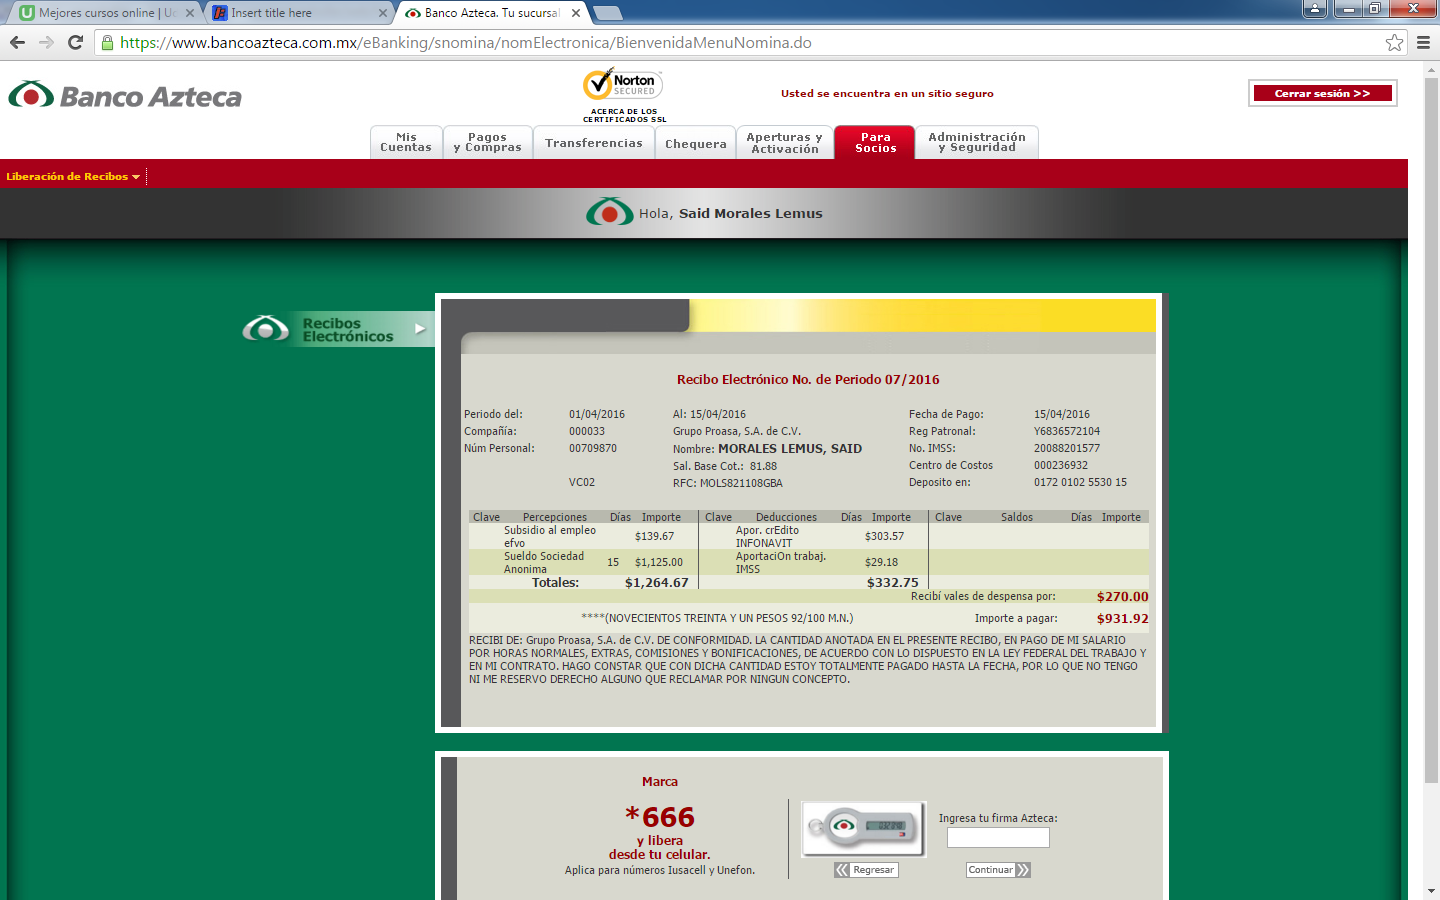 Mejores cursos online | Ud
Insert title here
Banco Azteca. Tu sucursal
https://www.bancoazteca.com.mx/eBanking/snomina/nomElectronica/BienvenidaMenuNomina.do
Banco Azteca
Norton
SECURED
ACERCA DE LOS
CERTIFICADOS SSL
Usted se encuentra en un sitio seguro
Cerrar sesión >>
Mis Cuentas
Pagos y Compras
Transferencias
Chequera
Aperturas y Activación
Para Socios
Administración y Seguridad
Liberación de Recibos
Hola, Said Morales Lemus
Recibos
Electrónicos
Recibo Electrónico No. de Periodo 07/2016
Periodo del: 01/04/2016 Al: 15/04/2016 Fecha de Pago: 15/04/2016
Compañía: 000033 Grupo Proasa, S.A. de C.V. Reg Patronal: Y6836572104
Núm Personal: 00709870 Nombre: MORALES LEMUS, SAID No. IMSS: 20088201577
Sal. Base Cot.: 81.88 Centro de Costos 000236932
VC02 RFC: MOLS821108GBA Deposito en: 0172 0102 5530 15
Clave Percepciones Días Importe Clave Deducciones Días Importe Clave Saldos Días Importe
Subsidio al empleo efvo $139.67 Apor. crEdito INFONAVIT $303.57
Sueldo Sociedad Anonima 15 $1,125.00 AportaciOn trabaj. IMSS $29.18
Totales: $1,264.67 $332.75
Recibí vales de despensa por: $270.00
****(NOVECIENTOS TREINTA Y UN PESOS 92/100 M.N.) Importe a pagar: $931.92
RECIBI DE: Grupo Proasa, S.A. de C.V. DE CONFORMIDAD. LA CANTIDAD ANOTADA EN EL PRESENTE RECIBO, EN PAGO DE MI SALARIO
POR HORAS NORMALES, EXTRAS, COMISIONES Y BONIFICACIONES, DE ACUERDO CON LO DISPUESTO EN LA LEY FEDERAL DEL TRABAJO Y
EN MI CONTRATO. HAGO CONSTAR QUE CON DICHA CANTIDAD ESTOY TOTALMENTE PAGADO HASTA LA FECHA, POR LO QUE NO TENGO
NI ME RESERVO DERECHO ALGUNO QUE RECLAMAR POR NINGUN CONCEPTO.
Marca
*666
y libera
desde tu celular.
Aplica para números Iusacell y Unefon.
Ingresa tu firma Azteca:
Regresar
Continuar